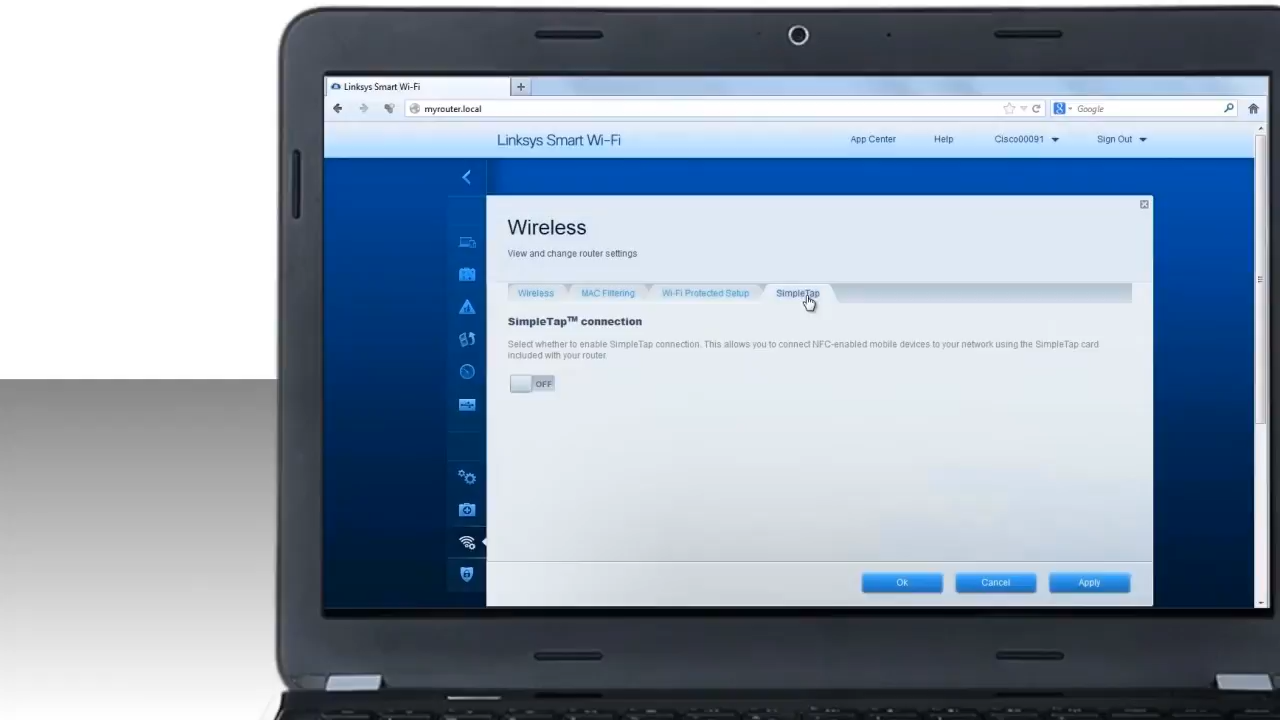 Linksys Smart Wi-Fi
+
myrouter.local
Google
Linksys Smart Wi-Fi
App Center
Help
Cisco00091
Sign Out
Wireless
View and change router settings
Wireless
MAC Filtering
Wi-Fi Protected Setup
SimpleTap
SimpleTap™ connection
Select whether to enable SimpleTap connection. This allows you to connect NFC-enabled mobile devices to your network using the SimpleTap card
included with your router
OFF
Ok
Cancel
Apply